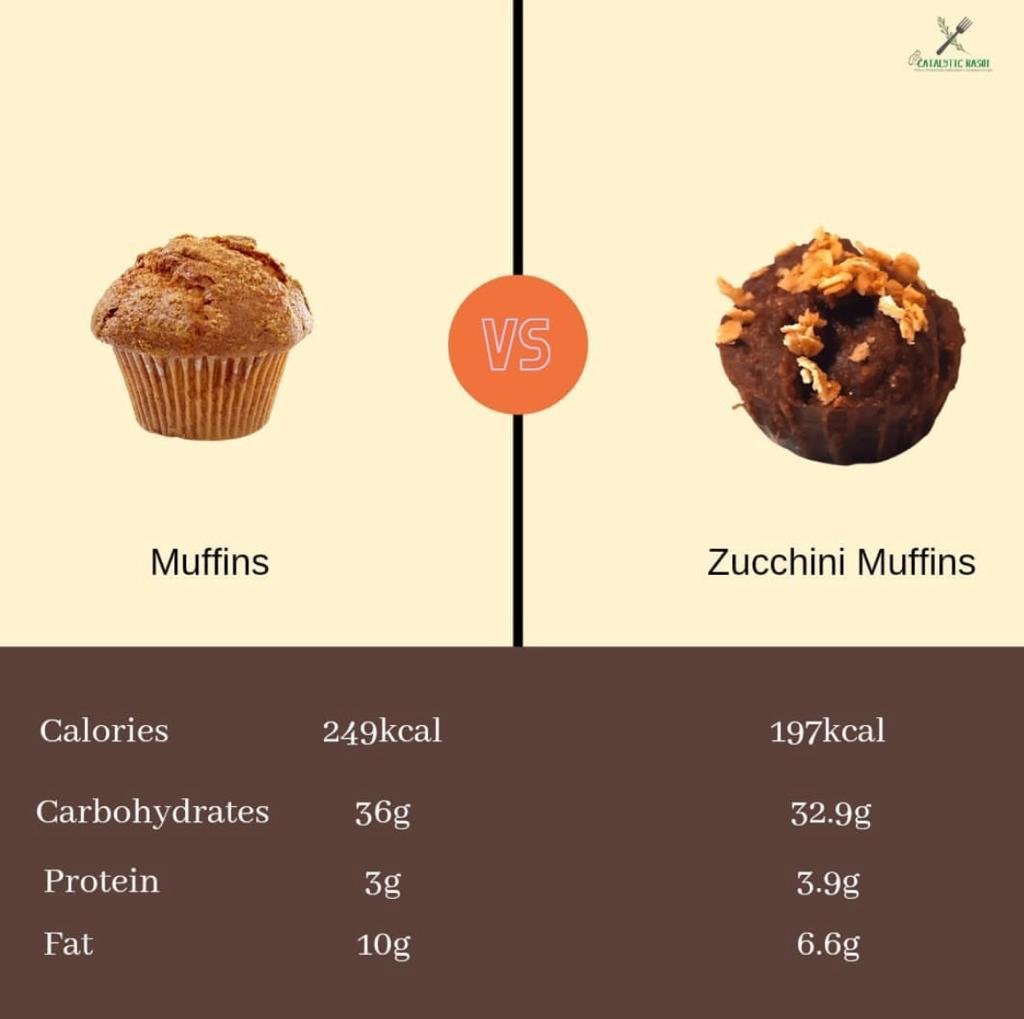 CATALYTIC RASOI
VS
Muffins
Zucchini Muffins
Calories 249kcal 197kcal
Carbohydrates 36g 32.9g
Protein 3g 3.9g
Fat 10g 6.6g